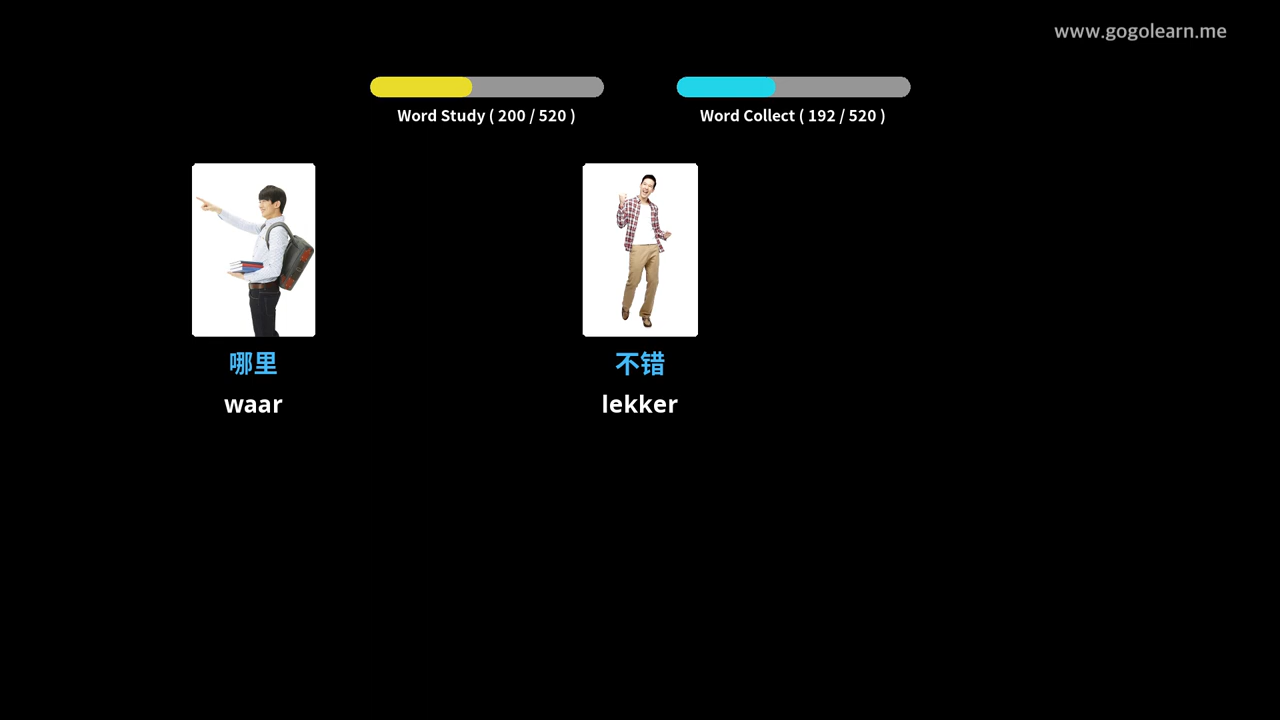 www.gogolearn.me
Word Study ( 200 / 520 )
Word Collect ( 192 / 520 )
哪里
waar
不错
lekker